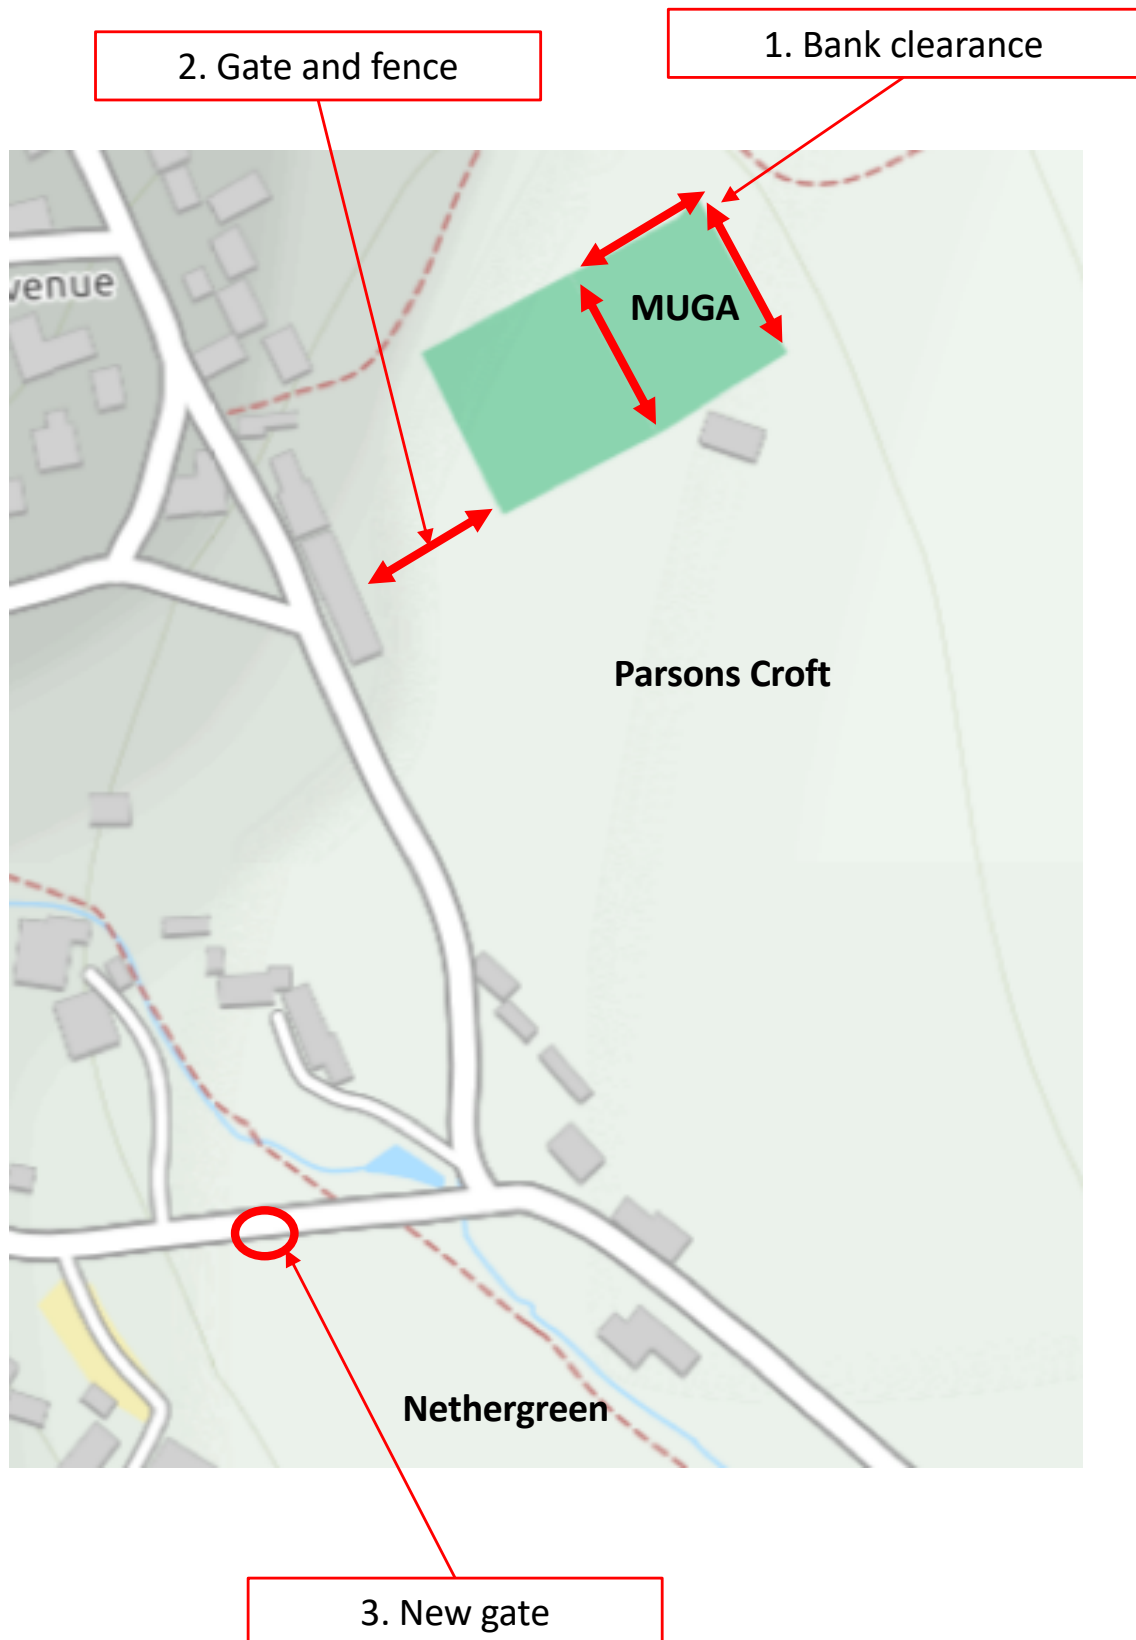 1. Bank clearance
2. Gate and fence
venue
MUGA
Parsons Croft
Nethergreen
3. New gate